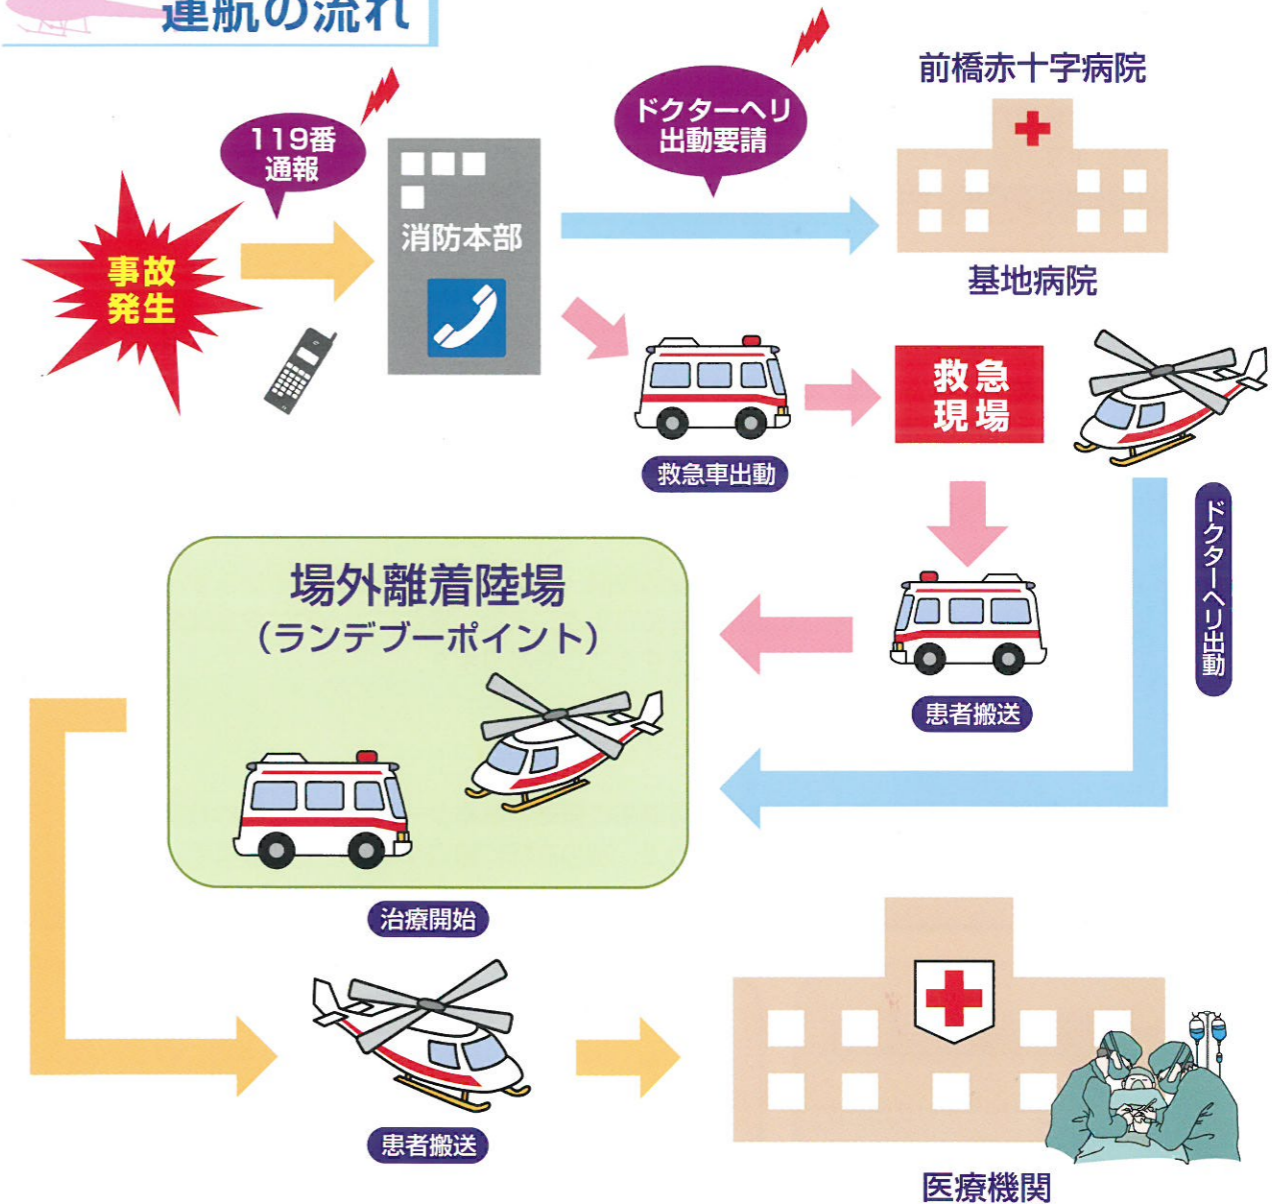 運航の流れ
前橋赤十字病院
ドクターヘリ
出動要請
119番
通報
消防本部
事故
発生
基地病院
救急
現場
救急車出動
ドクターヘリ出動
場外離着陸場
（ランデブーポイント）
患者搬送
治療開始
患者搬送
医療機関